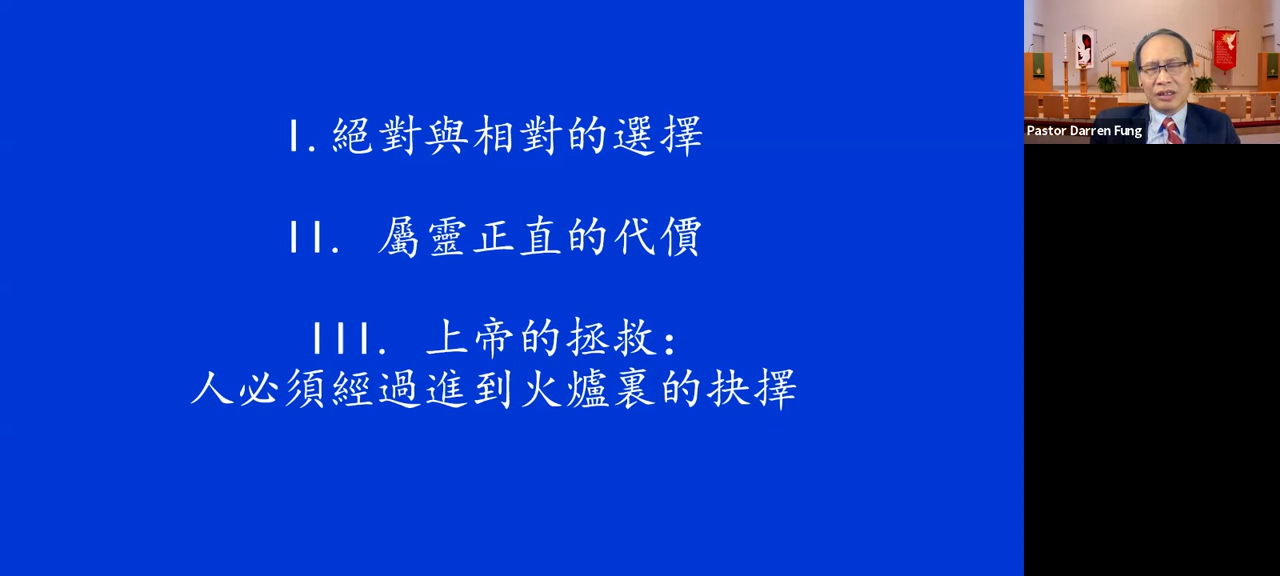 I. 絕對與相對的選擇
II. 屬靈正直的代價
III. 上帝的拯救：
人必須經過進到火爐裏的抉擇
Pastor Darren Fung